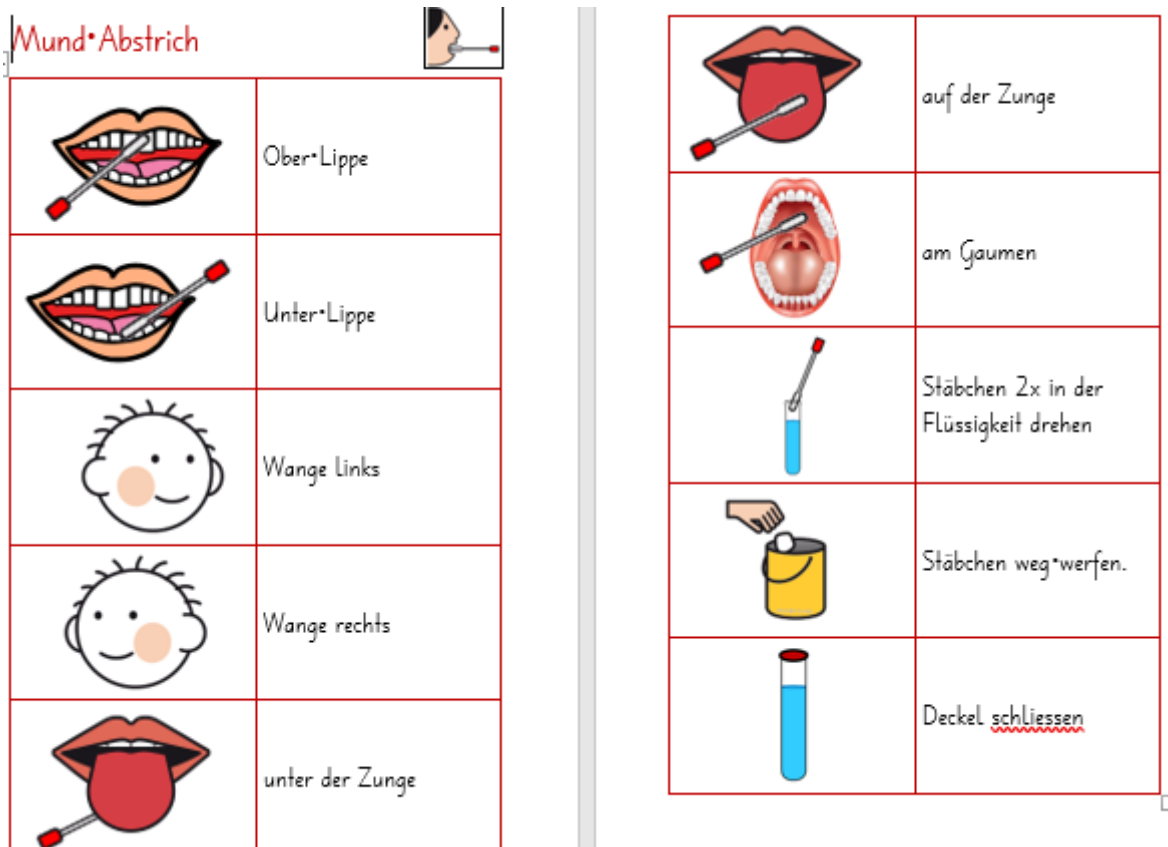 Mund•Abstrich
Ober•Lippe
Unter•Lippe
Wange links
Wange rechts
unter der Zunge
auf der Zunge
am Gaumen
Stäbchen 2x in der
Flüssigkeit drehen
Stäbchen weg•werfen.
Deckel schliessen